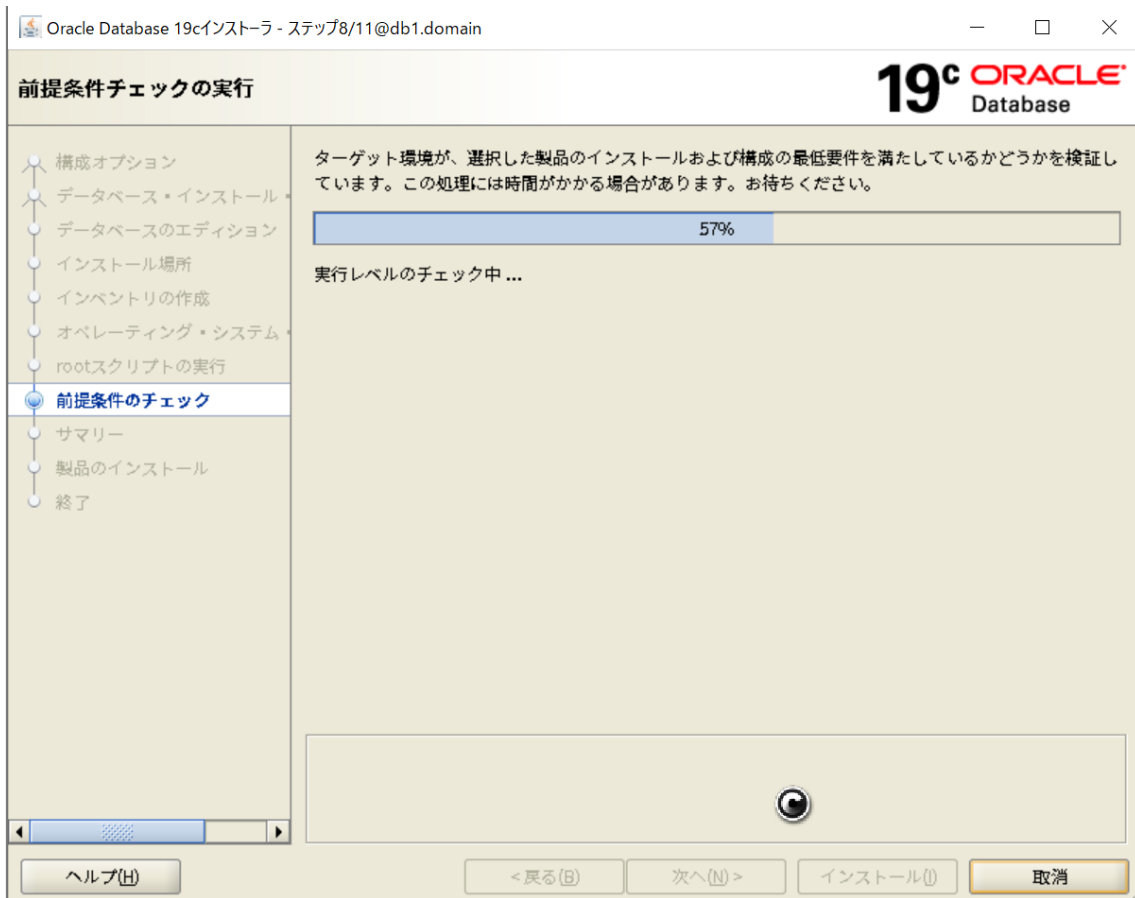 Oracle Database 19cインストーラ - ステップ8/11@db1.domain
前提条件チェックの実行
19c ORACLE
Database
構成オプション
データベース・インストール・
データベースのエディション
インストール場所
インベントリの作成
オペレーティング・システム・
rootスクリプトの実行
前提条件のチェック
サマリー
製品のインストール
終了
ターゲット環境が、選択した製品のインストールおよび構成の最低要件を満たしているかどうかを検証し
ています。この処理には時間がかかる場合があります。お待ちください。
57%
実行レベルのチェック中 ...
ヘルプ(H)
<戻る(B)
次へ(N)>
インストール(I)
取消